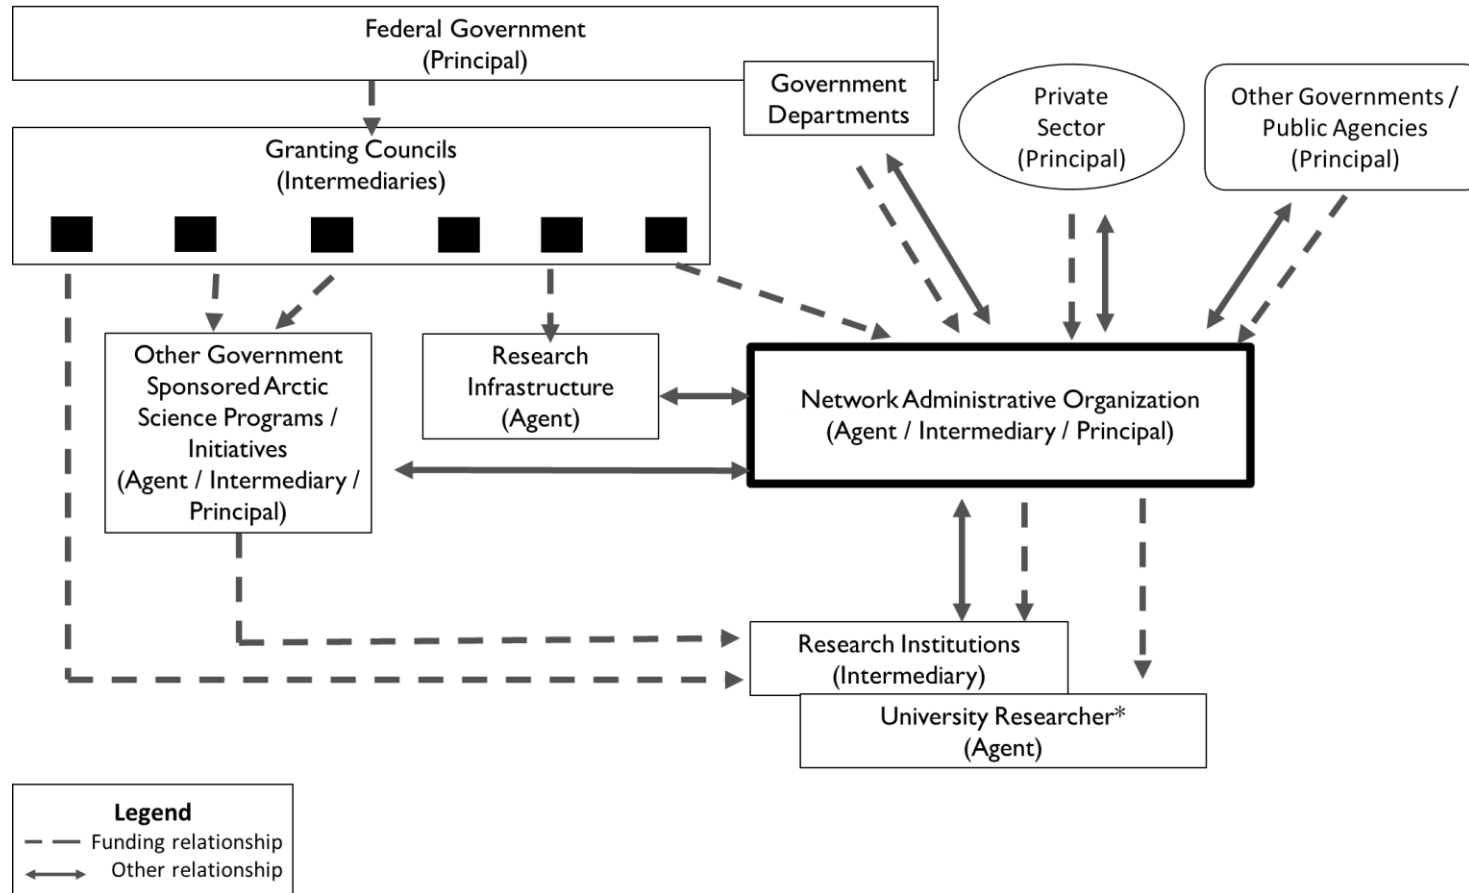 Federal Government
(Principal)
Government
Departments
Private
Sector
(Principal)
Other Governments /
Public Agencies
(Principal)
Granting Councils
(Intermediaries)
Other Government
Sponsored Arctic
Science Programs /
Initiatives
(Agent / Intermediary /
Principal)
Research
Infrastructure
(Agent)
Network Administrative Organization
(Agent / Intermediary / Principal)
Research Institutions
(Intermediary)
University Researcher*
(Agent)
Legend
Funding relationship
Other relationship